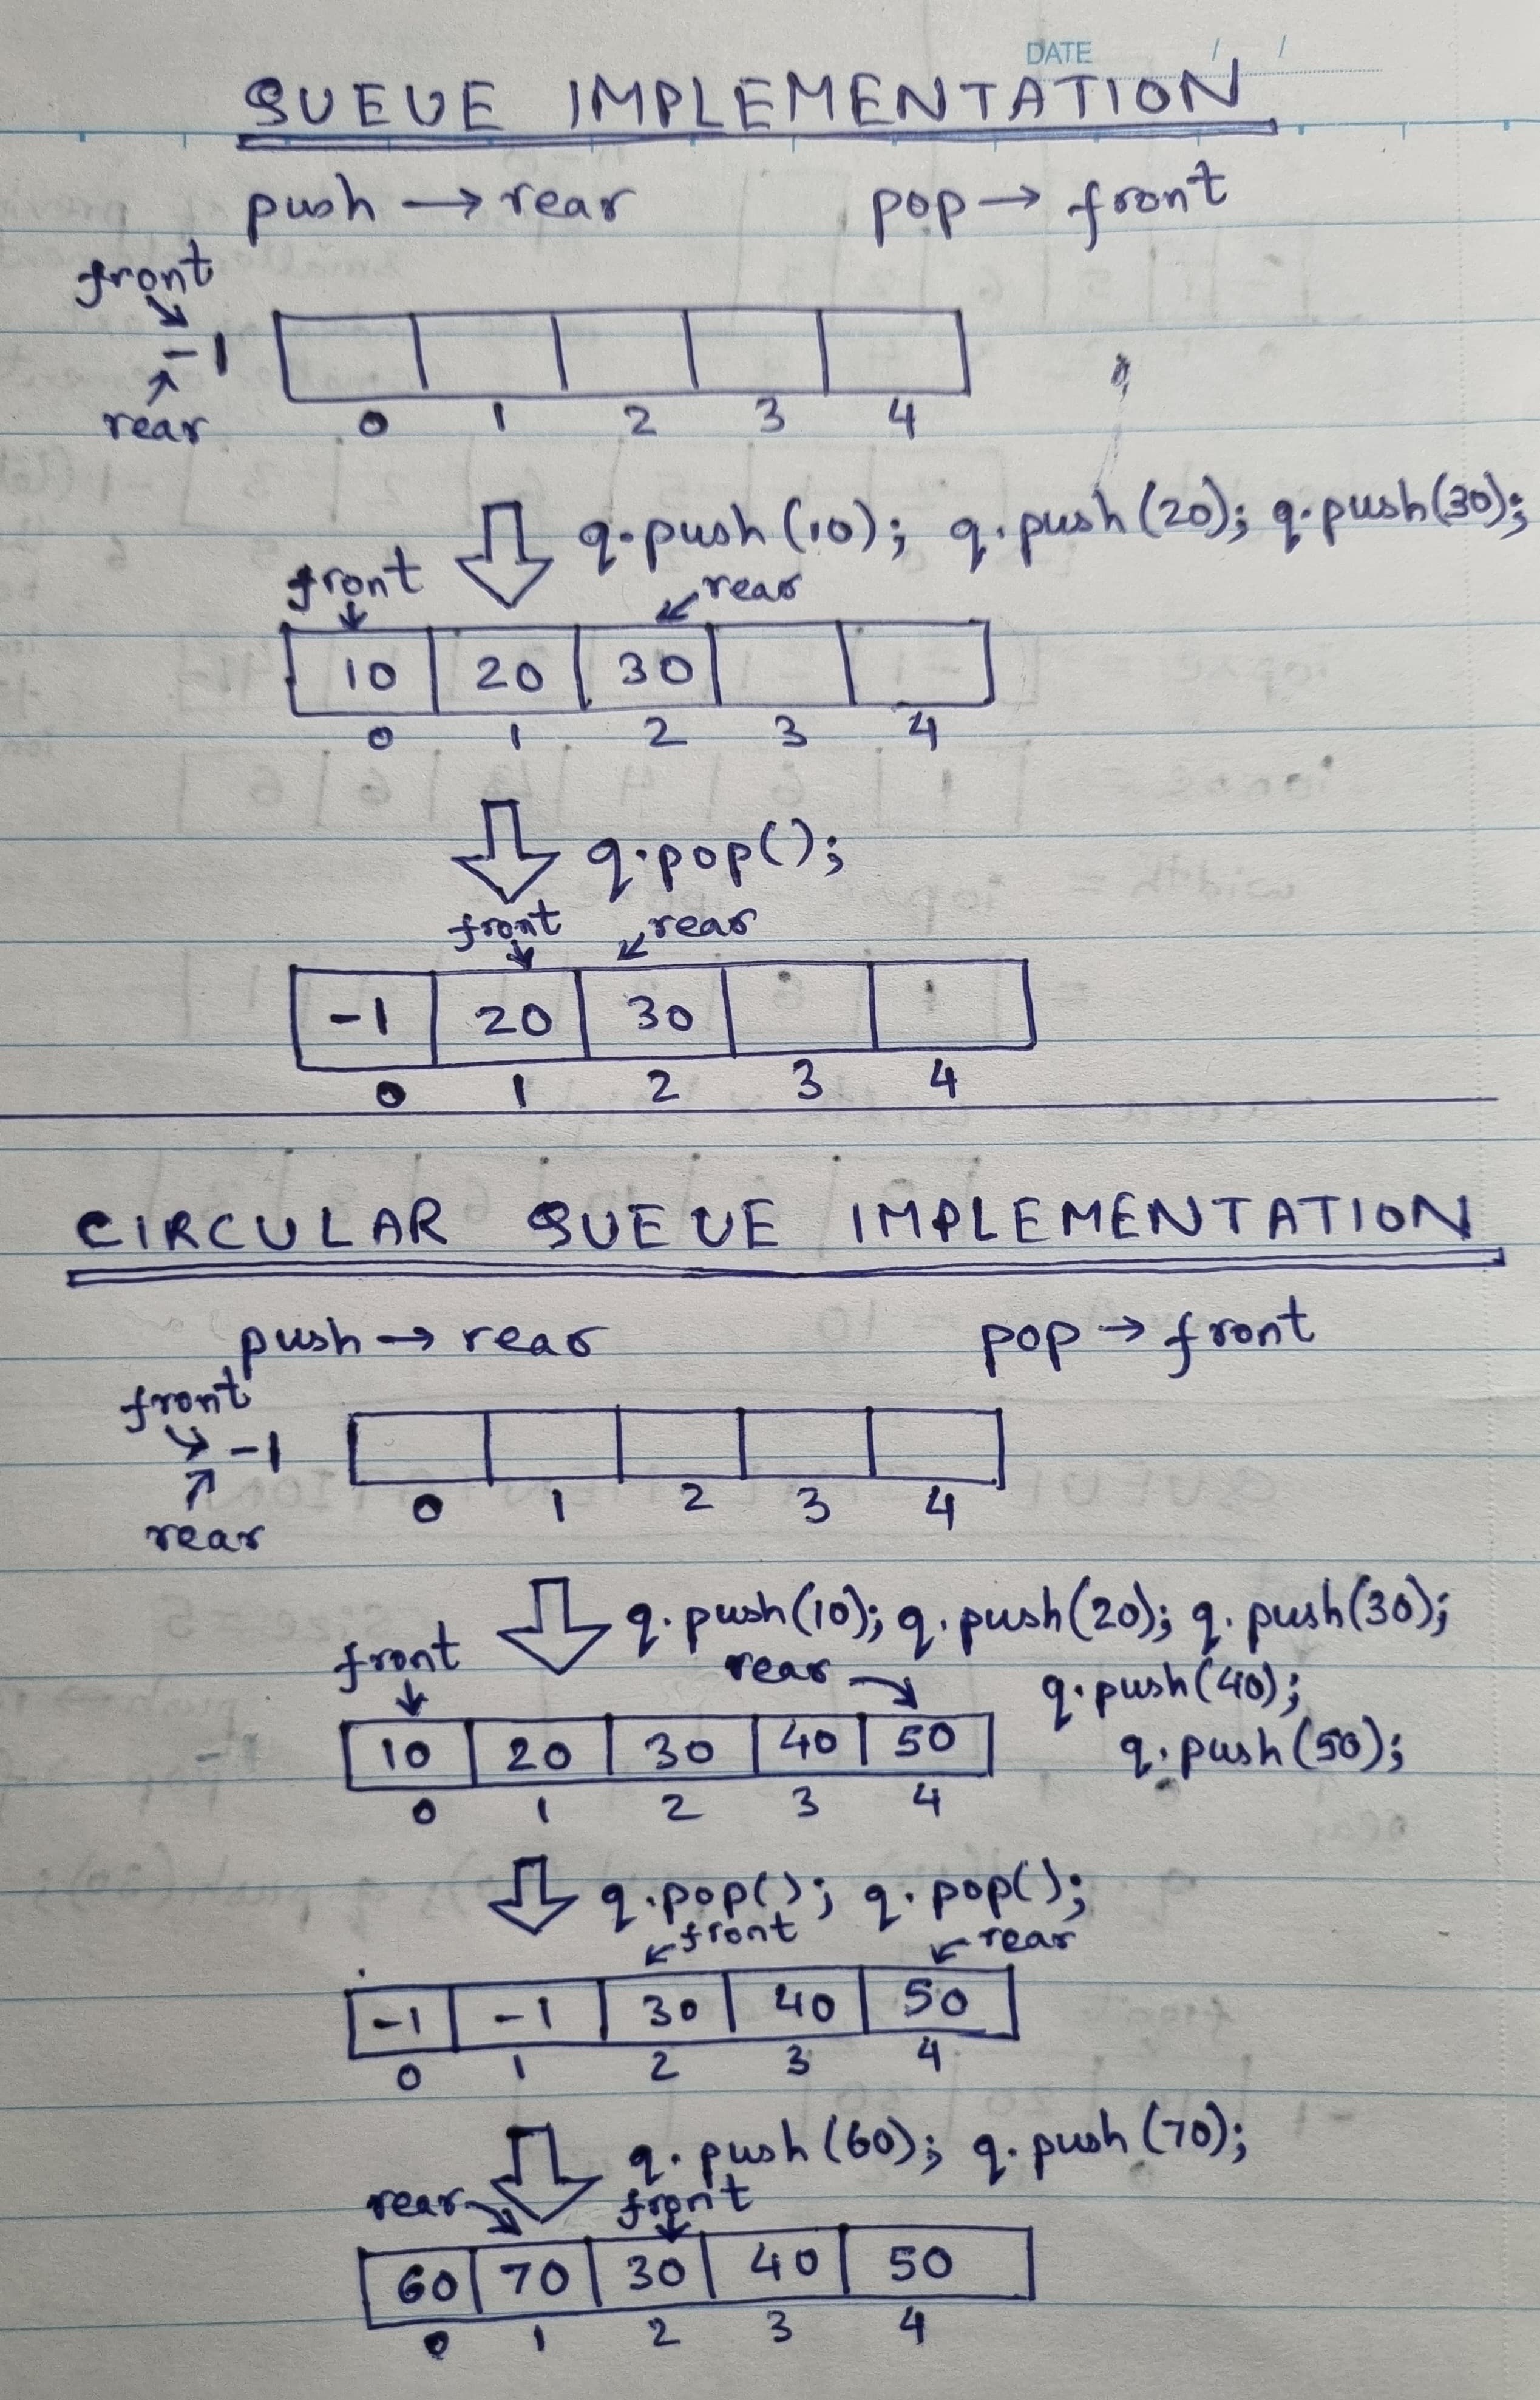 DATE / /
QUEUE IMPLEMENTATION
push → rear pop → front
front
-1
rear
0 1 2 3 4
q.push(10); q.push(20); q.push(30);
front rear
10 20 30
0 1 2 3 4
q.pop();
front rear
-1 20 30
0 1 2 3 4
CIRCULAR QUEUE IMPLEMENTATION
push → rear pop → front
front
-1
rear
0 1 2 3 4
q.push(10); q.push(20); q.push(30);
front rear q.push(40);
q.push(50);
10 20 30 40 50
0 1 2 3 4
q.pop(); q.pop();
front rear
-1 -1 30 40 50
0 1 2 3 4
q.push(60); q.push(70);
rear front
60 70 30 40 50
0 1 2 3 4